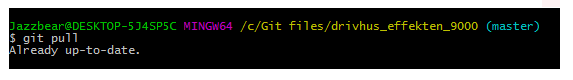 Jazzbear@DESKTOP-5J4SP5C MINGW64 /c/Git files/drivhus_effekten_9000 (master)
$ git pull
Already up-to-date.